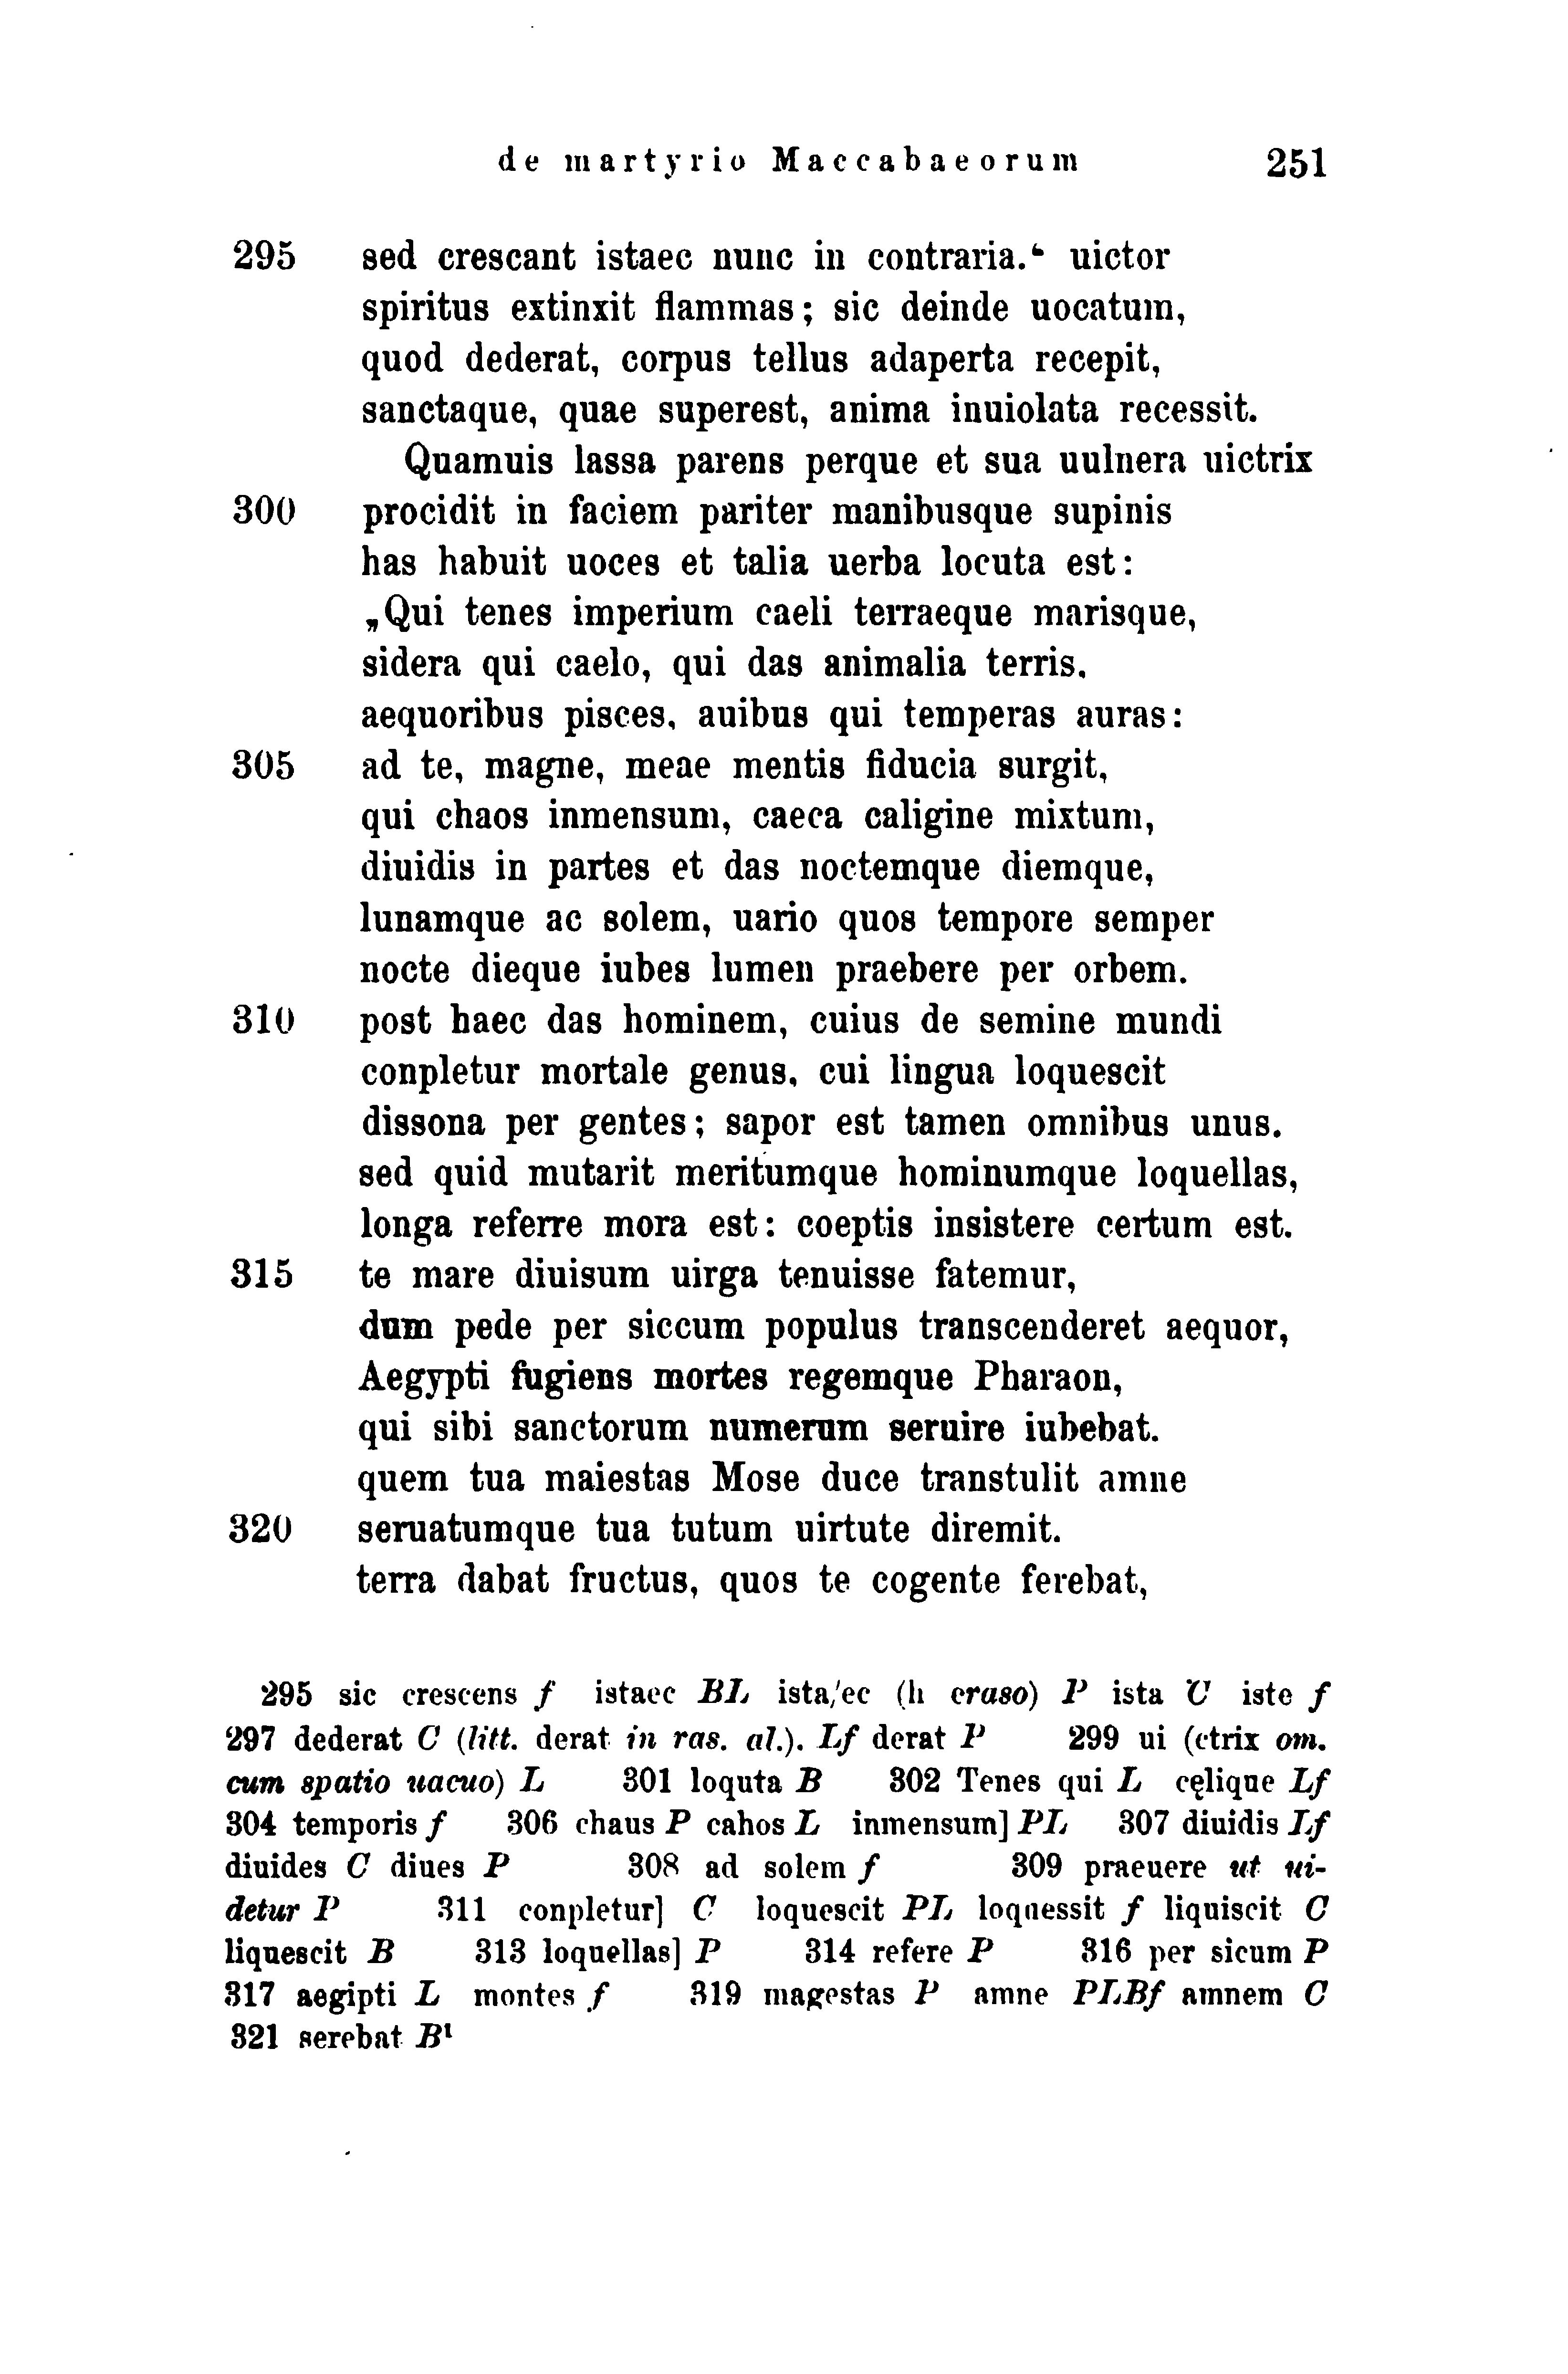 de martyrio Maccabaeorum 251
295 sed crescant istaec nunc in contraria.“ uictor
spiritus extinxit flammas; sic deinde uocatum,
quod dederat, corpus tellus adaperta recepit,
sanctaque, quae superest, anima inuiolata recessit.
Quamuis lassa parens perque et sua uulnera uictrix
300 procidit in faciem pariter manibusque supinis
has habuit uoces et talia uerba locuta est:
„Qui tenes imperium caeli terraeque marisque,
sidera qui caelo, qui das animalia terris,
aequoribus pisces, auibus qui temperas auras:
305 ad te, magne, meae mentis fiducia surgit,
qui chaos inmensum, caeca caligine mixtum,
diuidis in partes et das noctemque diemque,
lunamque ac solem, uario quos tempore semper
nocte dieque iubes lumen praebere per orbem.
310 post haec das hominem, cuius de semine mundi
conpletur mortale genus, cui lingua loquescit
dissona per gentes; sapor est tamen omnibus unus.
sed quid mutarit meritumque hominumque loquellas,
longa referre mora est: coeptis insistere certum est.
315 te mare diuisum uirga tenuisse fatemur,
dum pede per siccum populus transcenderet aequor,
Aegypti fugiens mortes regemque Pharaon,
qui sibi sanctorum numerum seruire iubebat.
quem tua maiestas Mose duce transtulit amne
320 seruatumque tua tutum uirtute diremit.
terra dabat fructus, quos te cogente ferebat,
295 sic crescens f istaec BL ista/ec (h eraso) P ista C iste f
297 dederat C (litt. derat in ras. al.). Lf derat P 299 ui (ctrix om.
cum spatio uacuo) L 301 loquta B 302 Tenes qui L cęlique Lf
304 temporis f 306 chaus P cahos L inmensum] PL 307 diuidis Lf
diuides C diues P 308 ad solem f 309 praeuere ut ui-
detur P 311 conpletur] C loquescit PL loquessit f liquiscit C
liquescit B 313 loquellas] P 314 refere P 316 per sicum P
317 aegipti L montes f 319 magestas P amne PLBf amnem C
321 serebat B¹